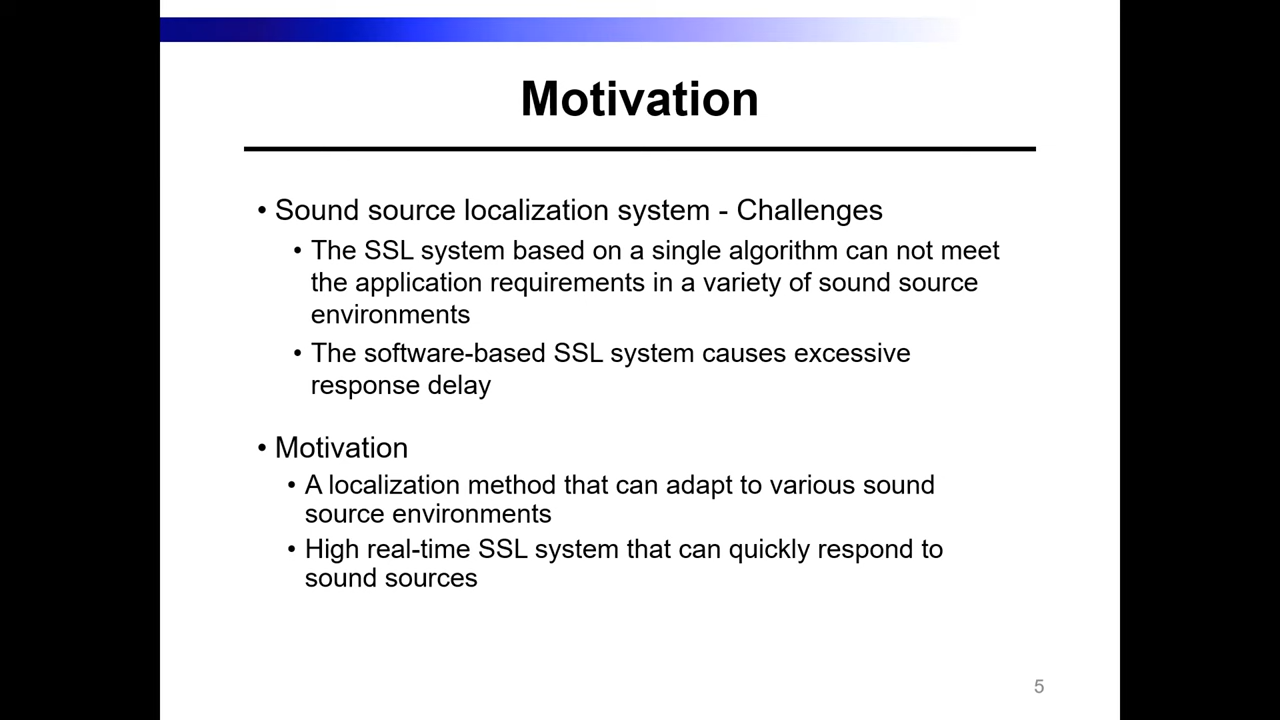 Motivation
• Sound source localization system - Challenges
• The SSL system based on a single algorithm can not meet
the application requirements in a variety of sound source
environments
• The software-based SSL system causes excessive
response delay
• Motivation
• A localization method that can adapt to various sound
source environments
• High real-time SSL system that can quickly respond to
sound sources
5